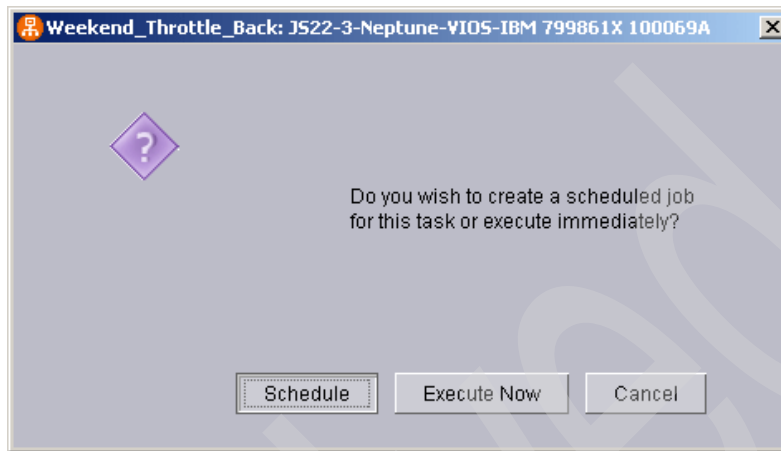 Weekend_Throttle_Back: JS22-3-Neptune-VIOS-IBM 799861X 100069A
?
Do you wish to create a scheduled job
for this task or execute immediately?
Schedule Execute Now Cancel